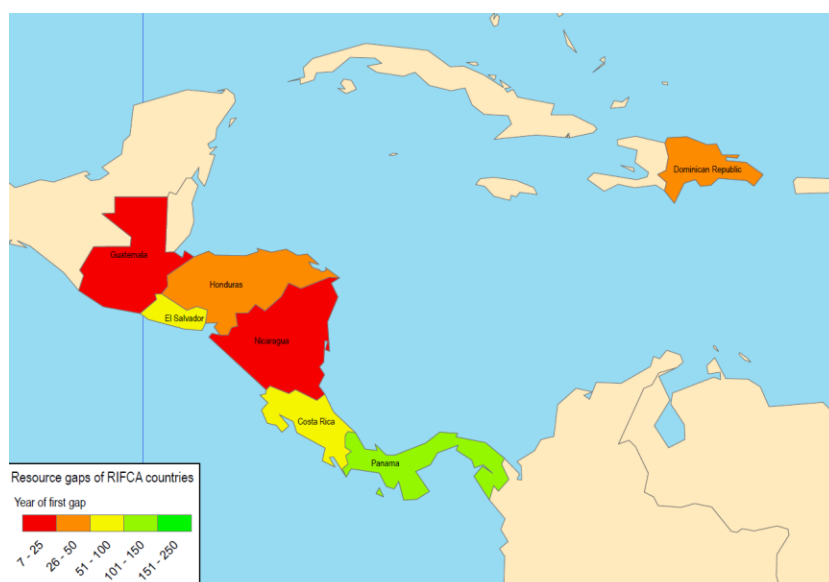 Dominican Republic
Guatemala
Honduras
El Salvador
Nicaragua
Costa Rica
Panama
Resource gaps of RIFCA countries
Year of first gap
7 - 25
26 - 50
51 - 100
101 - 150
151 - 250